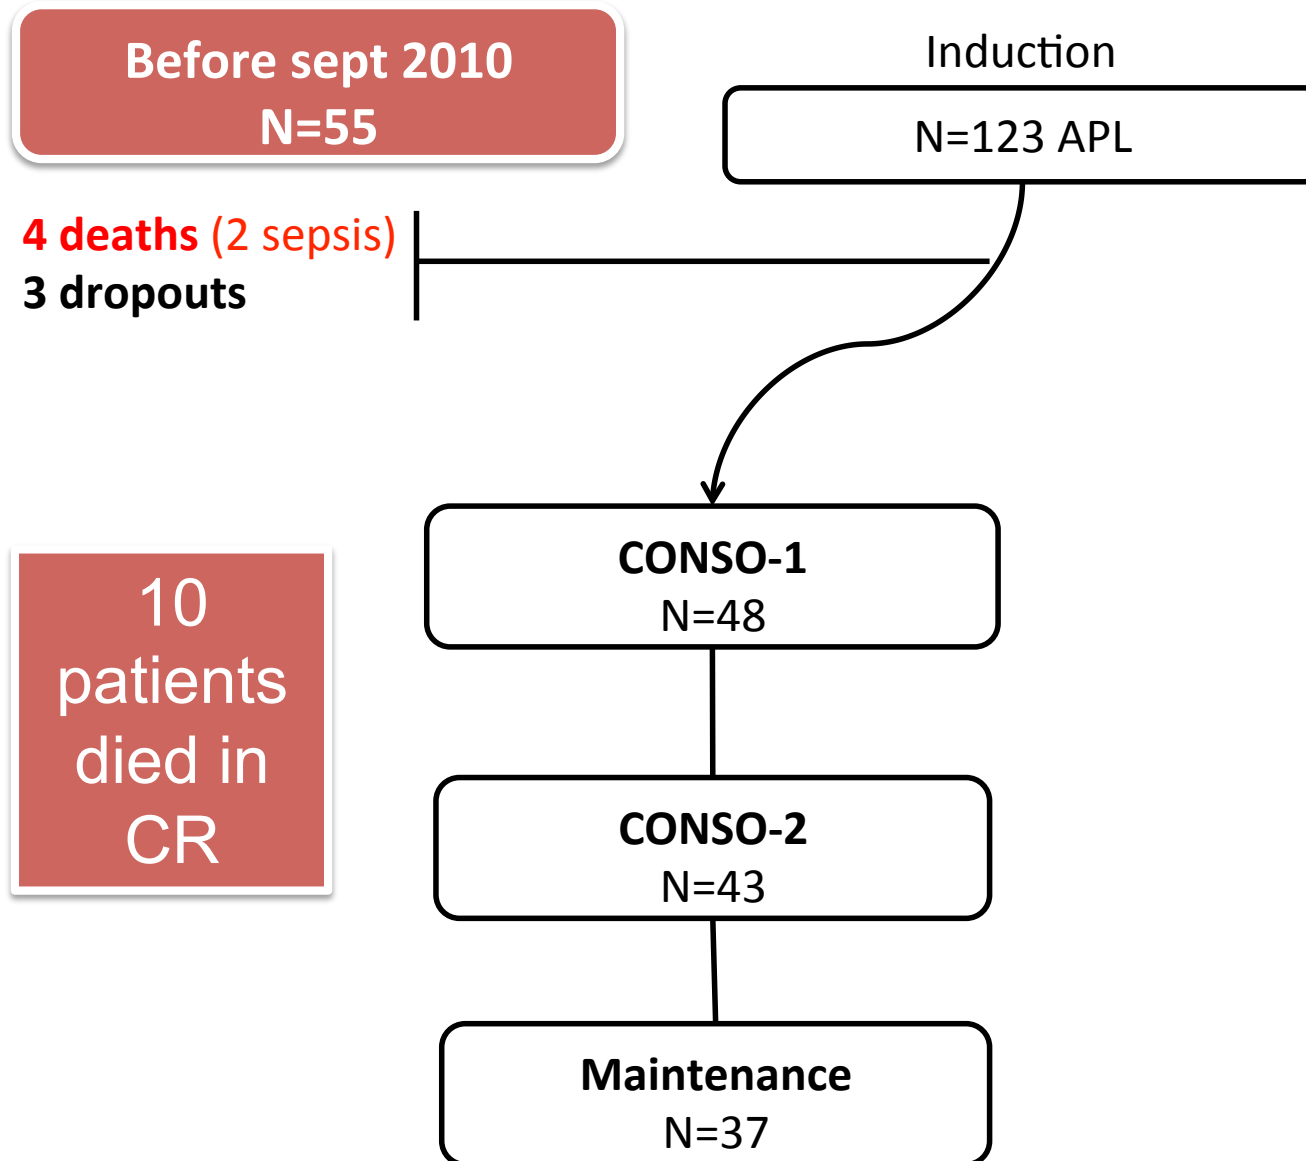 Before sept 2010
N=55
Induction
N=123 APL
4 deaths (2 sepsis)
3 dropouts
CONSO-1
N=48
10
patients
died in
CR
CONSO-2
N=43
Maintenance
N=37